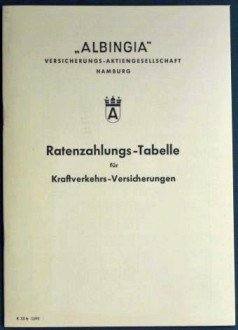 „ALBINGIA"
VERSICHERUNGS-AKTIENGESELLSCHAFT
HAMBURG
A
Ratenzahlungs-Tabelle
für
Kraftverkehrs-Versicherungen